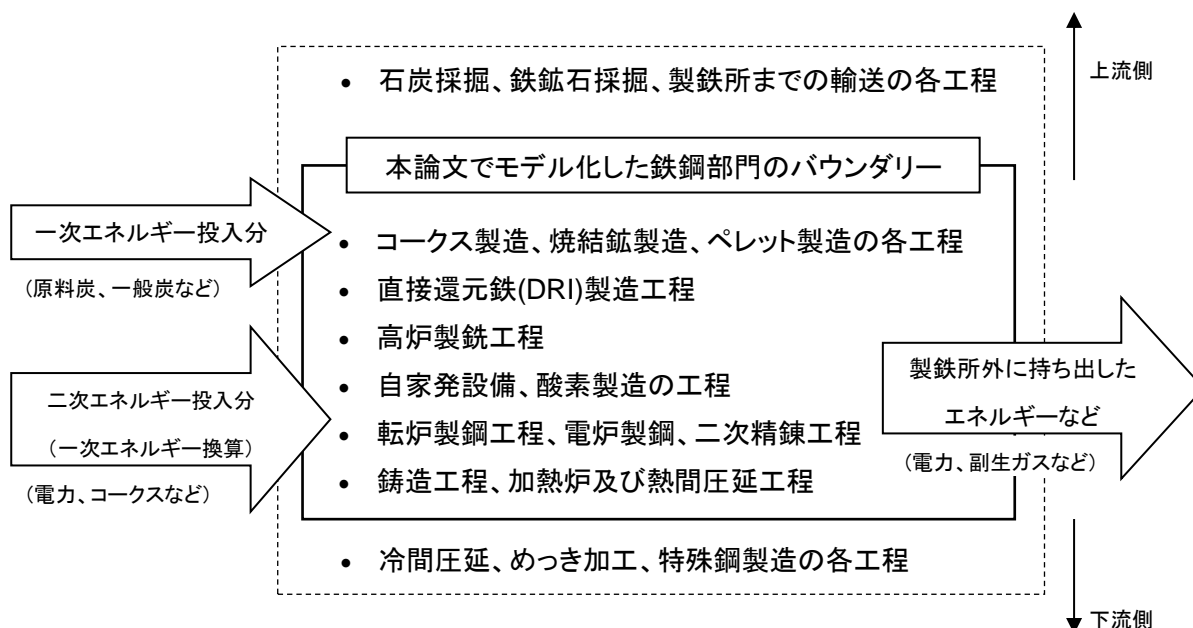 上流側
• 石炭採掘、鉄鉱石採掘、製鉄所までの輸送の各工程
本論文でモデル化した鉄鋼部門のバウンダリー
一次エネルギー投入分
(原料炭、一般炭など)
二次エネルギー投入分
(一次エネルギー換算)
(電力、コークスなど)
• コークス製造、焼結鉱製造、ペレット製造の各工程
• 直接還元鉄(DRI)製造工程
• 高炉製銑工程
• 自家発設備、酸素製造の工程
• 転炉製鋼工程、電炉製鋼、二次精錬工程
• 鋳造工程、加熱炉及び熱間圧延工程
製鉄所外に持ち出した
エネルギーなど
(電力、副生ガスなど)
• 冷間圧延、めっき加工、特殊鋼製造の各工程
下流側